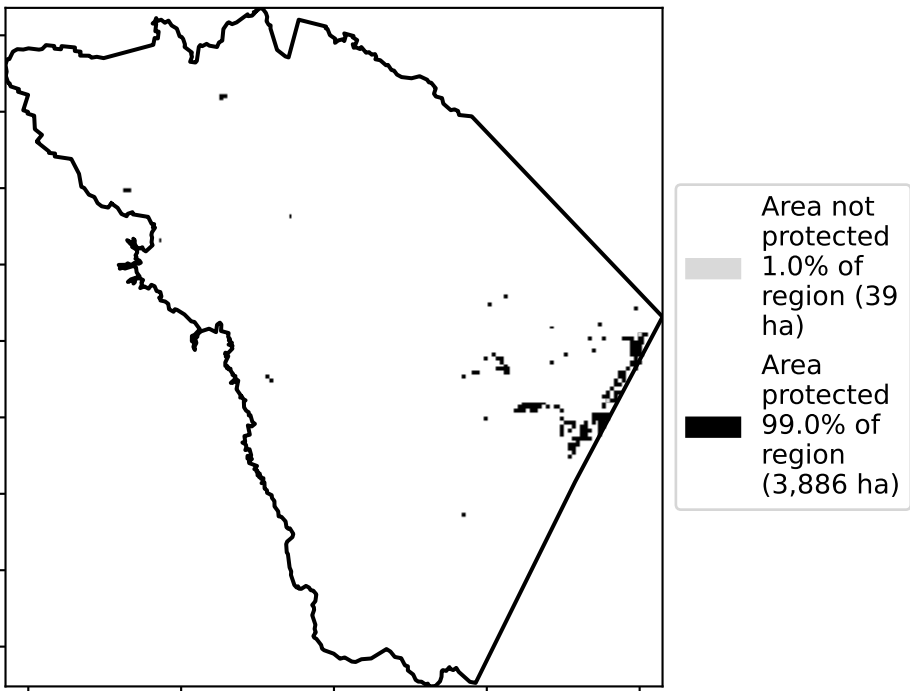 Area not
protected
1.0% of
region (39
ha)
Area
protected
99.0% of
region
(3,886 ha)